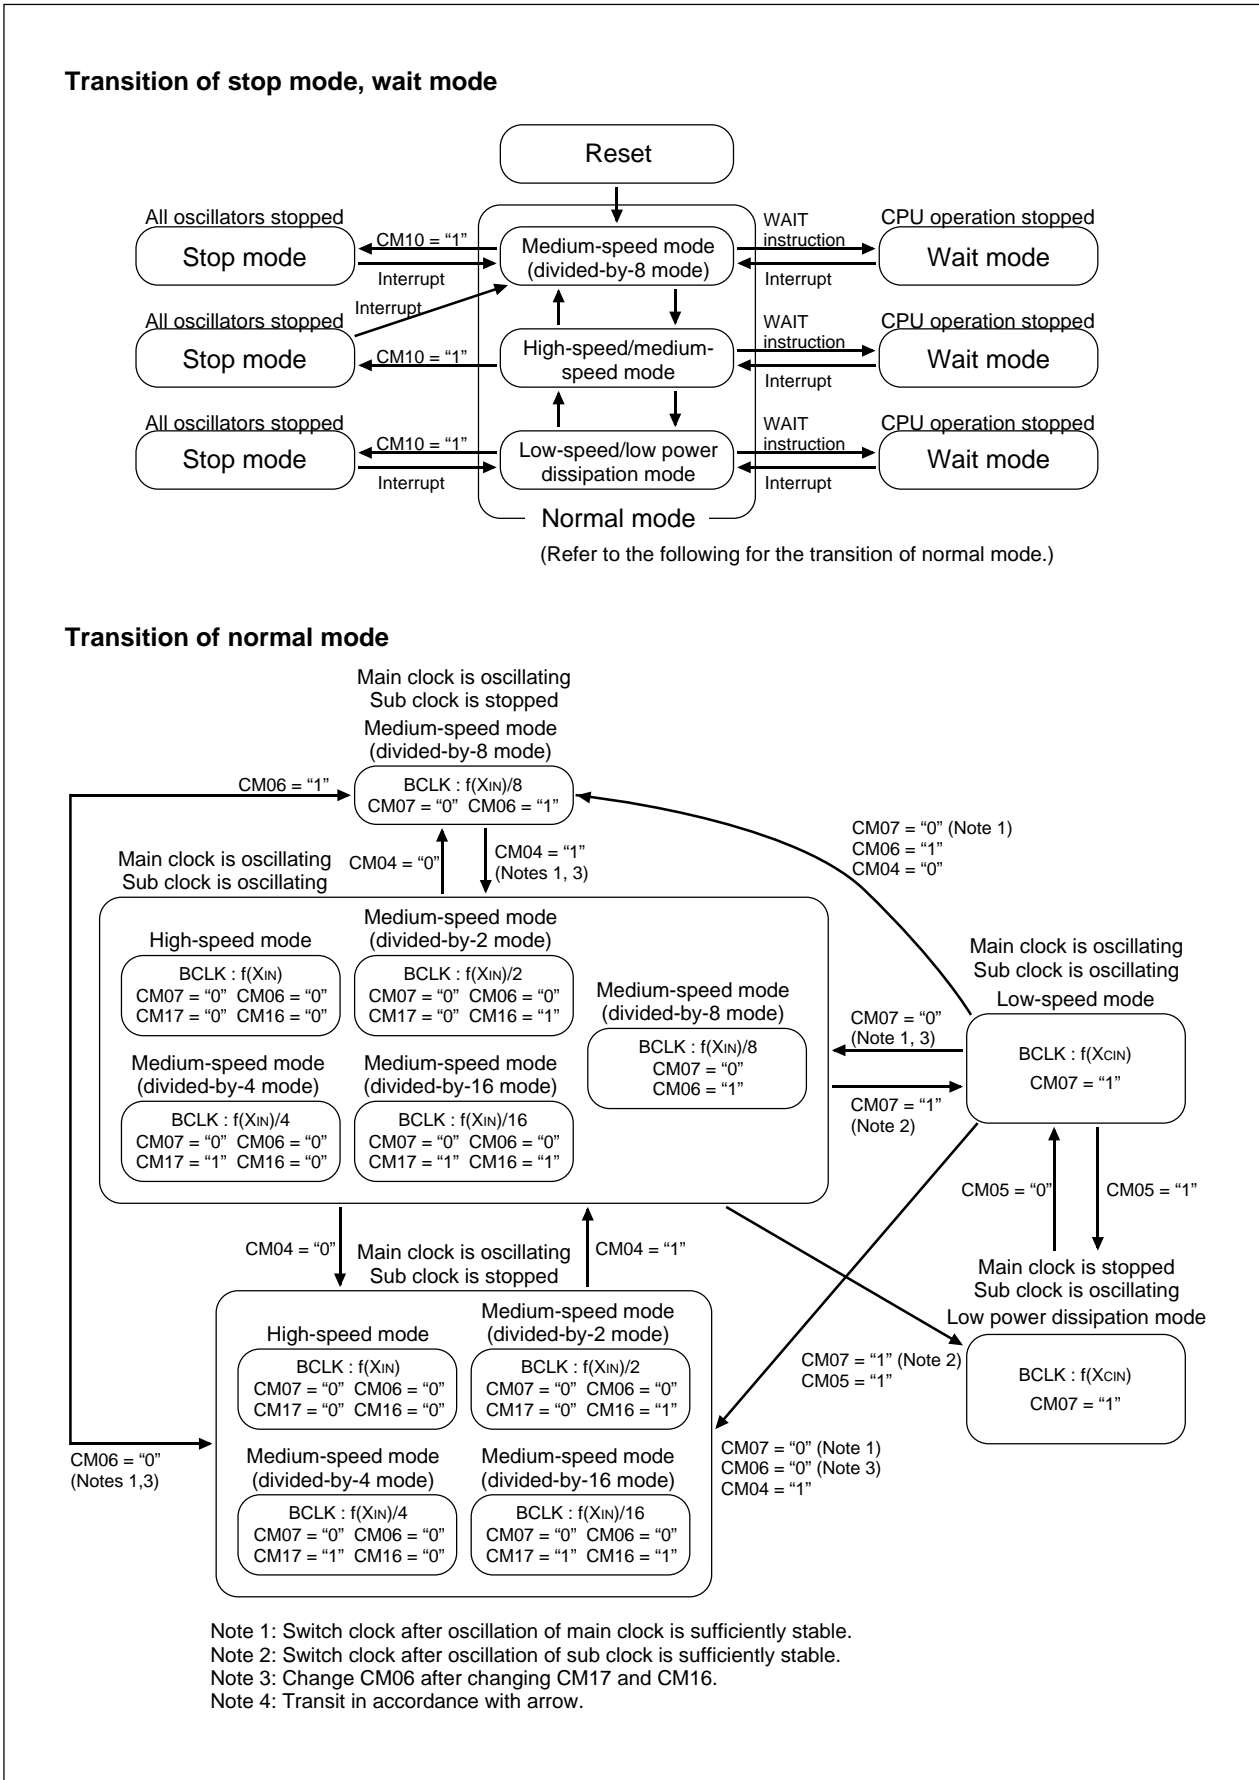 Transition of stop mode, wait mode
Reset
All oscillators stopped
Stop mode
CM10 = “1”
Interrupt
Medium-speed mode
(divided-by-8 mode)
WAIT
instruction
Interrupt
CPU operation stopped
Wait mode
Interrupt
All oscillators stopped
Stop mode
CM10 = “1”
High-speed/medium-
speed mode
WAIT
instruction
Interrupt
CPU operation stopped
Wait mode
All oscillators stopped
Stop mode
CM10 = “1”
Interrupt
Low-speed/low power
dissipation mode
WAIT
instruction
Interrupt
CPU operation stopped
Wait mode
Normal mode
(Refer to the following for the transition of normal mode.)
Transition of normal mode
Main clock is oscillating
Sub clock is stopped
Medium-speed mode
(divided-by-8 mode)
CM06 = “1”
BCLK : f(XIN)/8
CM07 = “0” CM06 = “1”
CM07 = “0” (Note 1)
CM06 = “1”
CM04 = “0”
Main clock is oscillating
Sub clock is oscillating
CM04 = “0”
CM04 = “1”
(Notes 1, 3)
High-speed mode
BCLK : f(XIN)
CM07 = “0” CM06 = “0”
CM17 = “0” CM16 = “0”
Medium-speed mode
(divided-by-2 mode)
BCLK : f(XIN)/2
CM07 = “0” CM06 = “0”
CM17 = “0” CM16 = “1”
Medium-speed mode
(divided-by-8 mode)
BCLK : f(XIN)/8
CM07 = “0”
CM06 = “1”
Medium-speed mode
(divided-by-4 mode)
BCLK : f(XIN)/4
CM07 = “0” CM06 = “0”
CM17 = “1” CM16 = “0”
Medium-speed mode
(divided-by-16 mode)
BCLK : f(XIN)/16
CM07 = “0” CM06 = “0”
CM17 = “1” CM16 = “1”
Main clock is oscillating
Sub clock is oscillating
Low-speed mode
CM07 = “0”
(Note 1, 3)
BCLK : f(XCIN)
CM07 = “1”
CM07 = “1”
(Note 2)
CM05 = “0”
CM05 = “1”
CM04 = “0”
Main clock is oscillating
Sub clock is stopped
CM04 = “1”
Main clock is stopped
Sub clock is oscillating
Low power dissipation mode
CM07 = “1” (Note 2)
CM05 = “1”
BCLK : f(XCIN)
CM07 = “1”
High-speed mode
BCLK : f(XIN)
CM07 = “0” CM06 = “0”
CM17 = “0” CM16 = “0”
Medium-speed mode
(divided-by-2 mode)
BCLK : f(XIN)/2
CM07 = “0” CM06 = “0”
CM17 = “0” CM16 = “1”
CM06 = “0”
(Notes 1,3)
Medium-speed mode
(divided-by-4 mode)
BCLK : f(XIN)/4
CM07 = “0” CM06 = “0”
CM17 = “1” CM16 = “0”
Medium-speed mode
(divided-by-16 mode)
BCLK : f(XIN)/16
CM07 = “0” CM06 = “0”
CM17 = “1” CM16 = “1”
CM07 = “0” (Note 1)
CM06 = “0” (Note 3)
CM04 = “1”
Note 1: Switch clock after oscillation of main clock is sufficiently stable.
Note 2: Switch clock after oscillation of sub clock is sufficiently stable.
Note 3: Change CM06 after changing CM17 and CM16.
Note 4: Transit in accordance with arrow.